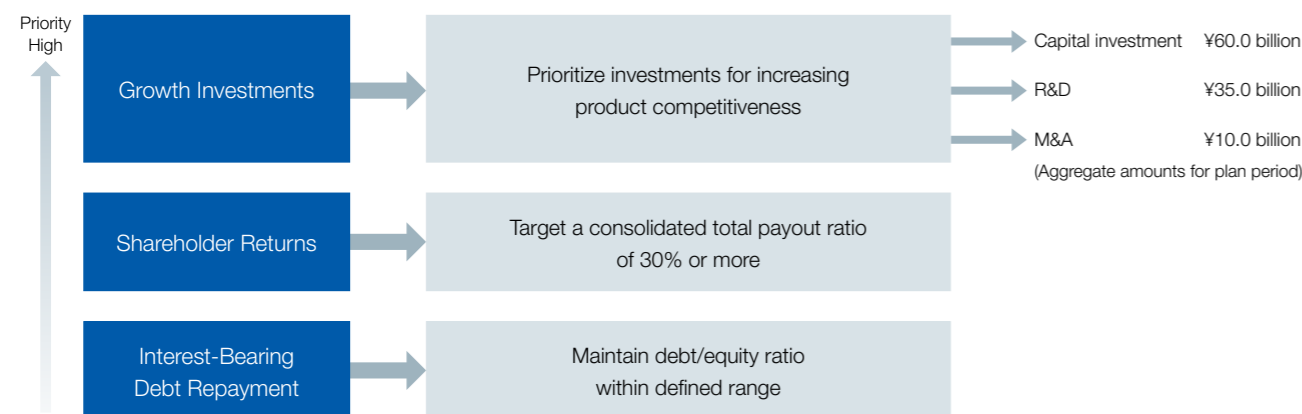 Priority
High
Growth Investments
Prioritize investments for increasing
product competitiveness
Capital investment ¥60.0 billion
R&D ¥35.0 billion
M&A ¥10.0 billion
(Aggregate amounts for plan period)
Shareholder Returns
Target a consolidated total payout ratio
of 30% or more
Interest-Bearing
Debt Repayment
Maintain debt/equity ratio
within defined range